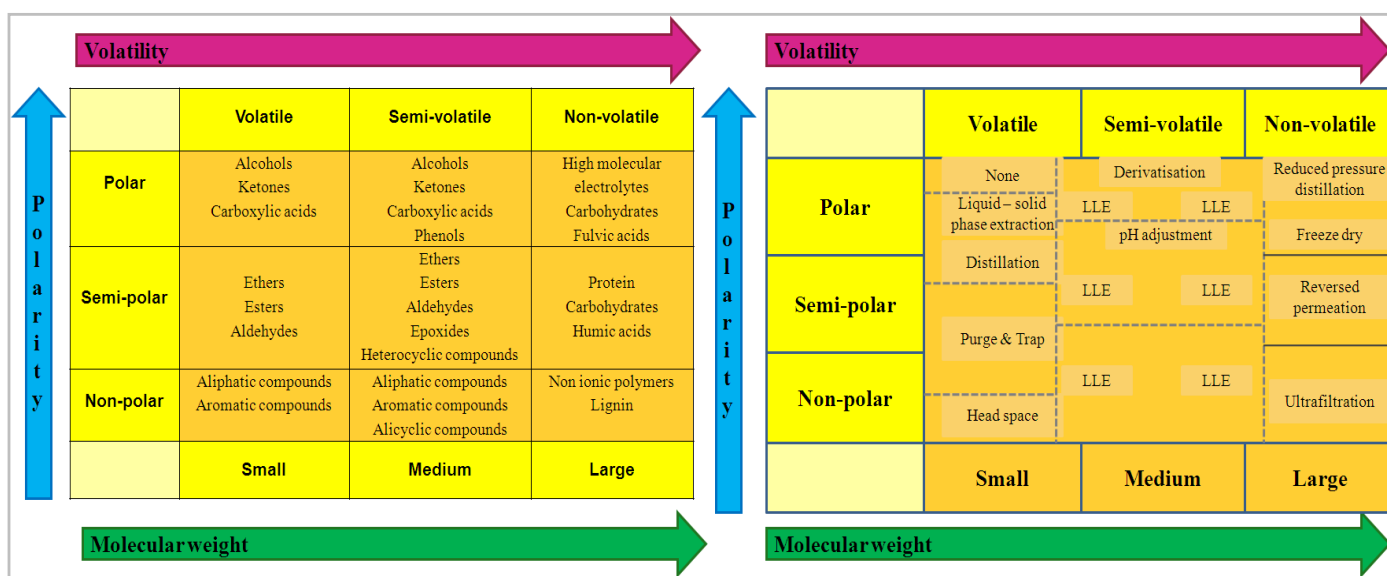 Volatility
Polarity
Volatile Semi-volatile Non-volatile
Polar
Alcohols
Ketones
Carboxylic acids
Alcohols
Ketones
Carboxylic acids
Phenols
High molecular
electrolytes
Carbohydrates
Fulvic acids
Semi-polar
Ethers
Esters
Aldehydes
Ethers
Esters
Aldehydes
Epoxides
Heterocyclic compounds
Protein
Carbohydrates
Humic acids
Non-polar
Aliphatic compounds
Aromatic compounds
Aliphatic compounds
Aromatic compounds
Alicyclic compounds
Non ionic polymers
Lignin
Small Medium Large
Molecular weight
Volatility
Polarity
Volatile Semi-volatile Non-volatile
Polar
None
Derivatisation
Reduced pressure
distillation
Liquid – solid
phase extraction
LLE LLE
pH adjustment
Freeze dry
Semi-polar
Distillation
LLE LLE
Reversed
permeation
Purge & Trap
Non-polar
LLE LLE
Ultrafiltration
Head space
Small Medium Large
Molecular weight